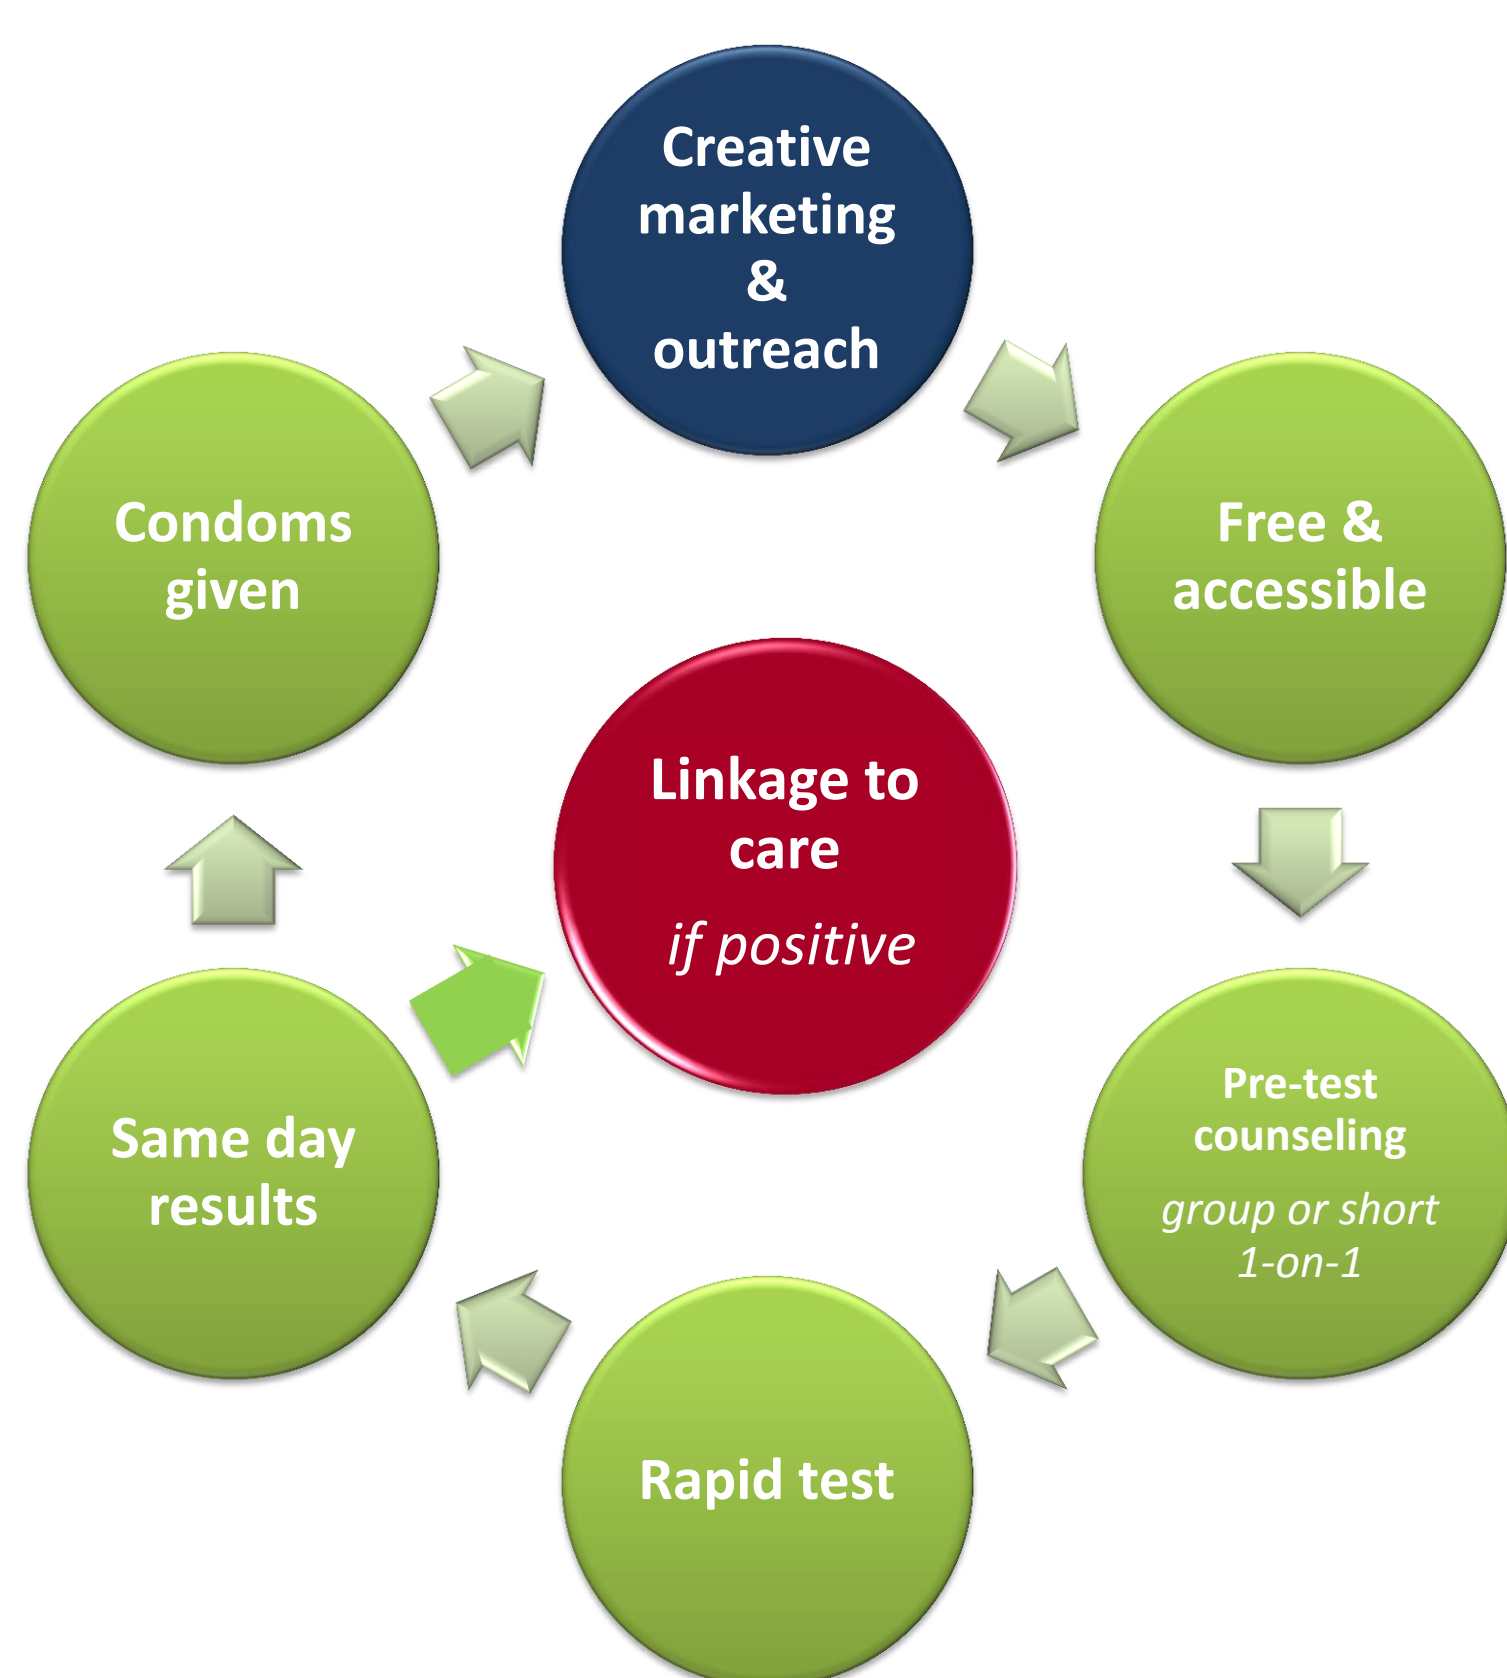 Creative
marketing
&
outreach
Free &
accessible
Pre-test
counseling
group or short
1-on-1
Rapid test
Same day
results
Condoms
given
Linkage to
care
if positive